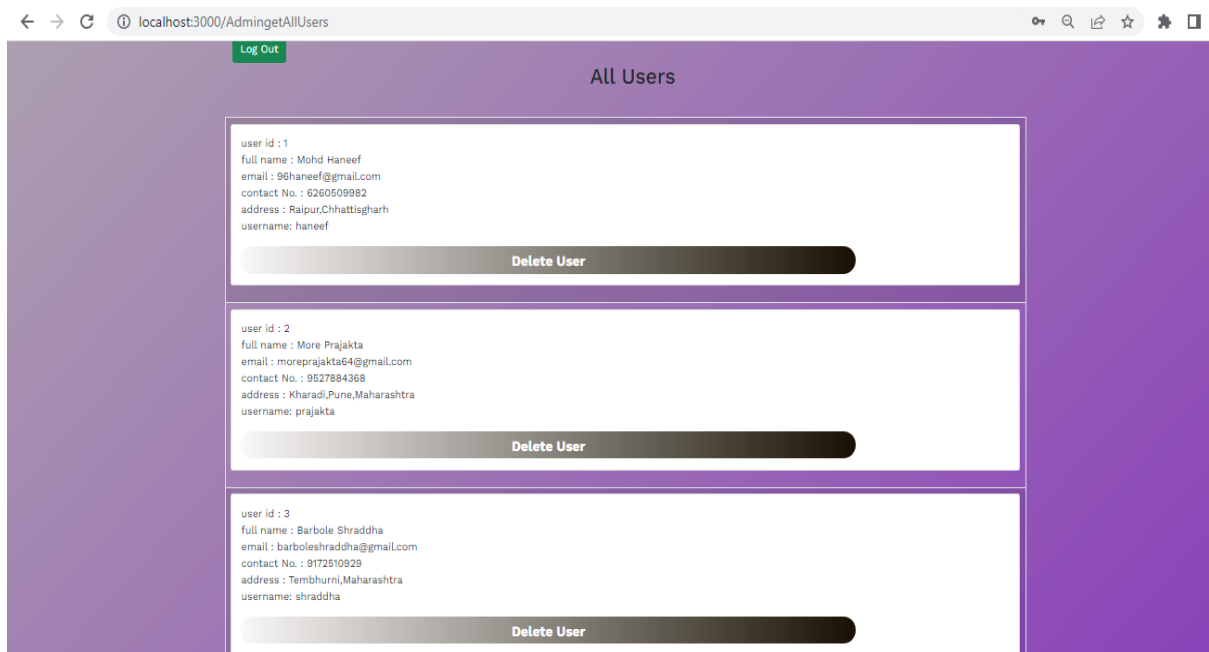 localhost:3000/AdmingetAllUsers
Log Out
All Users
user id : 1
full name : Mohd Haneef
email : 96haneef@gmail.com
contact No. : 6260509982
address : Raipur,Chhattisgharh
username: haneef
Delete User
user id : 2
full name : More Prajakta
email : moreprajakta64@gmail.com
contact No. : 9527884368
address : Kharadi,Pune,Maharashtra
username: prajakta
Delete User
user id : 3
full name : Barbole Shraddha
email : barboleshraddha@gmail.com
contact No. : 9172510929
address : Tembhurni,Maharashtra
username: shraddha
Delete User